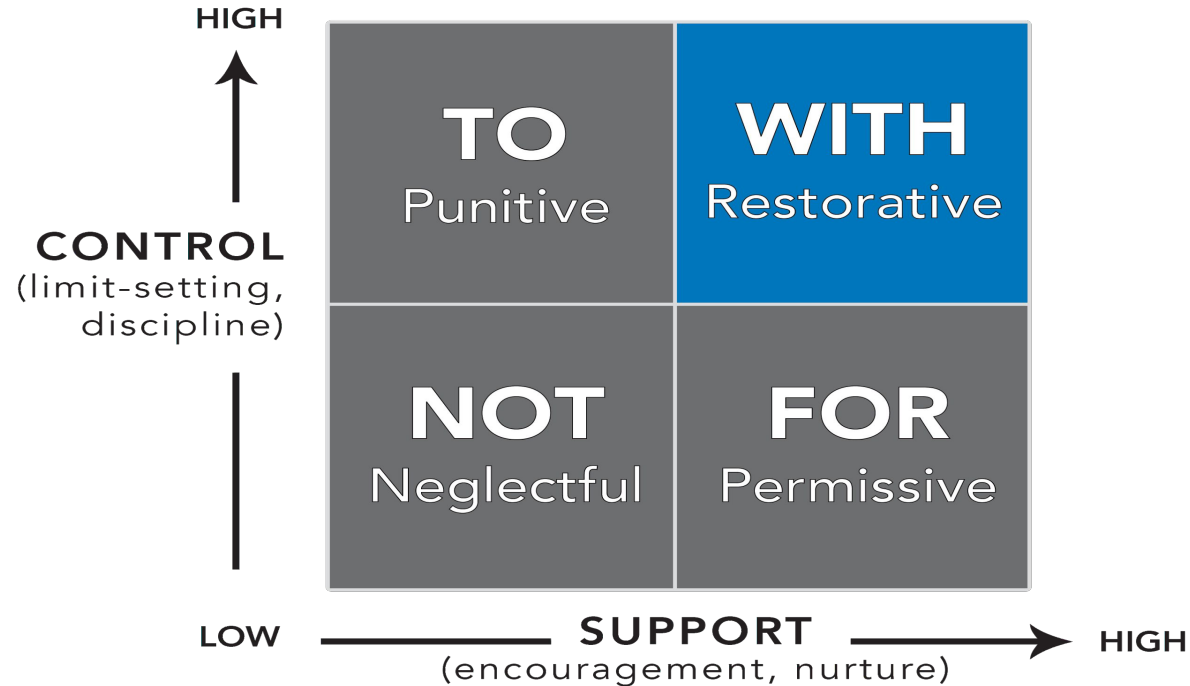 HIGH
TO
Punitive
WITH
Restorative
CONTROL
(limit-setting,
discipline)
NOT
Neglectful
FOR
Permissive
LOW
SUPPORT
HIGH
(encouragement, nurture)